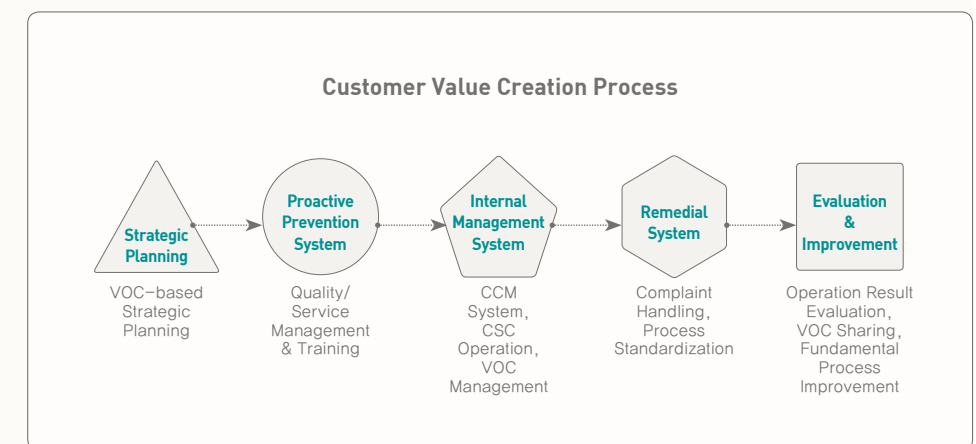 Customer Value Creation Process
Strategic
Planning
VOC-based
Strategic
Planning
Proactive
Prevention
System
Quality/
Service
Management
& Training
Internal
Management
System
CCM
System,
CSC
Operation,
VOC
Management
Remedial
System
Complaint
Handling,
Process
Standardization
Evaluation
&
Improvement
Operation Result
Evaluation,
VOC Sharing,
Fundamental
Process
Improvement